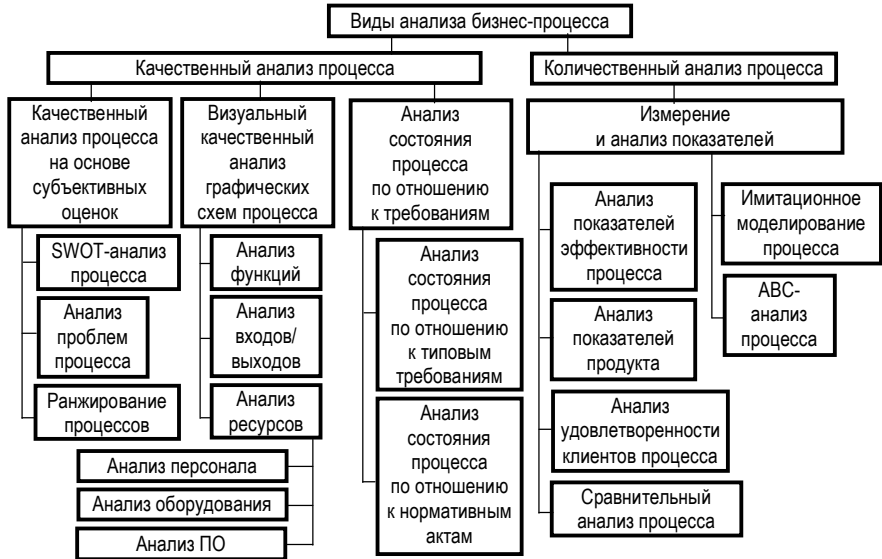 Виды анализа бизнес-процесса
Качественный анализ процесса
Количественный анализ процесса
Качественный
анализ процесса
на основе
субъективных
оценок
SWOT-анализ
процесса
Анализ
проблем
процесса
Ранжирование
процессов
Визуальный
качественный
анализ
графических
схем процесса
Анализ
функций
Анализ
входов/
выходов
Анализ
ресурсов
Анализ персонала
Анализ оборудования
Анализ ПО
Анализ
состояния
процесса
по отношению
к требованиям
Анализ
состояния
процесса
по отношению
к типовым
требованиям
Анализ
состояния
процесса
по отношению
к нормативным
актам
Измерение
и анализ показателей
Анализ
показателей
эффективности
процесса
Анализ
показателей
продукта
Анализ
удовлетворенности
клиентов процесса
Сравнительный
анализ процесса
Имитационное
моделирование
процесса
ABC-
анализ
процесса